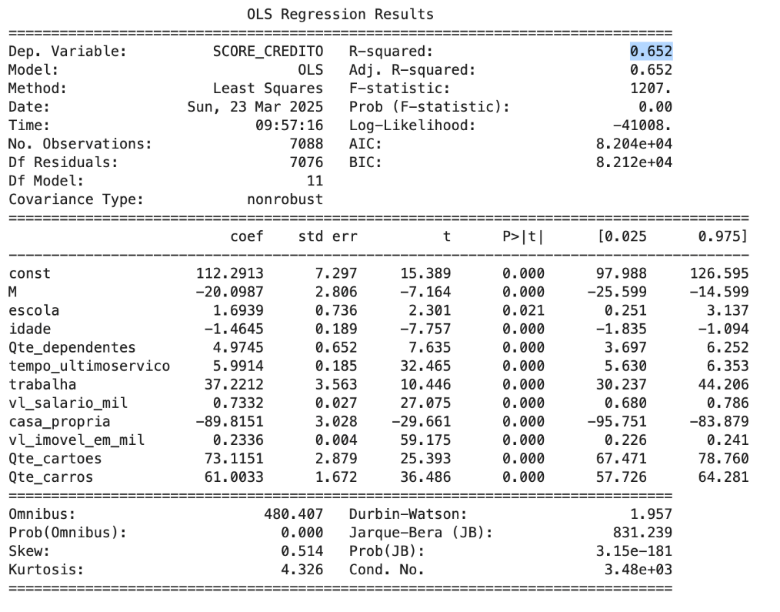 OLS Regression Results
==============================================================================
Dep. Variable: SCORE_CREDITO R-squared: 0.652
Model: OLS Adj. R-squared: 0.652
Method: Least Squares F-statistic: 1207.
Date: Sun, 23 Mar 2025 Prob (F-statistic): 0.00
Time: 09:57:16 Log-Likelihood: -41008.
No. Observations: 7088 AIC: 8.204e+04
Df Residuals: 7076 BIC: 8.212e+04
Df Model: 11
Covariance Type: nonrobust
==============================================================================
coef std err t P>|t| [0.025 0.975]
------------------------------------------------------------------------------
const 112.2913 7.297 15.389 0.000 97.988 126.595
M -20.0987 2.806 -7.164 0.000 -25.599 -14.599
escola 1.6939 0.736 2.301 0.021 0.251 3.137
idade -1.4645 0.189 -7.757 0.000 -1.835 -1.094
Qte_dependentes 4.9745 0.652 7.635 0.000 3.697 6.252
tempo_ultimoservico 5.9914 0.185 32.465 0.000 5.630 6.353
trabalha 37.2212 3.563 10.446 0.000 30.237 44.206
vl_salario_mil 0.7332 0.027 27.075 0.000 0.680 0.786
casa_propria -89.8151 3.028 -29.661 0.000 -95.751 -83.879
vl_imovel_em_mil 0.2336 0.004 59.175 0.000 0.226 0.241
Qte_cartoes 73.1151 2.879 25.393 0.000 67.471 78.760
Qte_carros 61.0033 1.672 36.486 0.000 57.726 64.281
==============================================================================
Omnibus: 480.407 Durbin-Watson: 1.957
Prob(Omnibus): 0.000 Jarque-Bera (JB): 831.239
Skew: 0.514 Prob(JB): 3.15e-181
Kurtosis: 4.326 Cond. No. 3.48e+03
==============================================================================